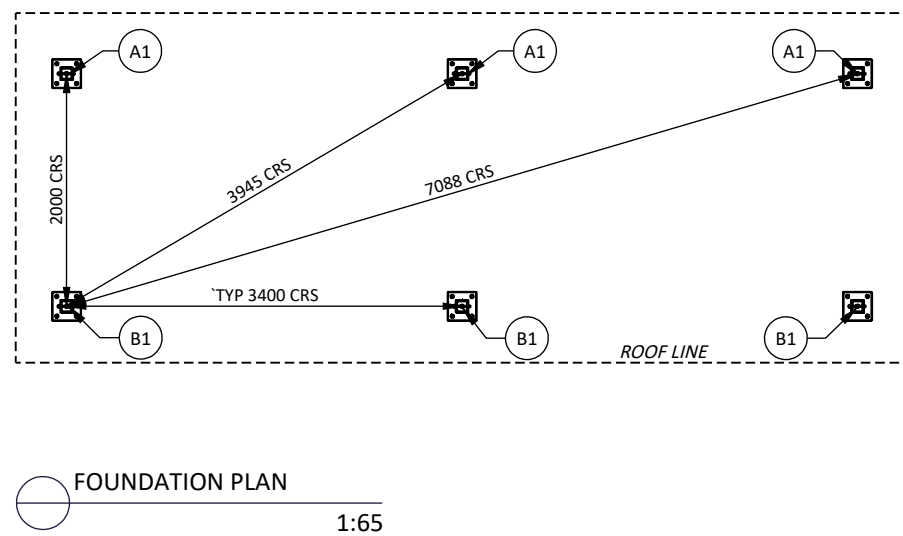 A1
A1
A1
2000 CRS
3945 CRS
7088 CRS
`TYP 3400 CRS
B1
B1
B1
ROOF LINE
FOUNDATION PLAN
1:65